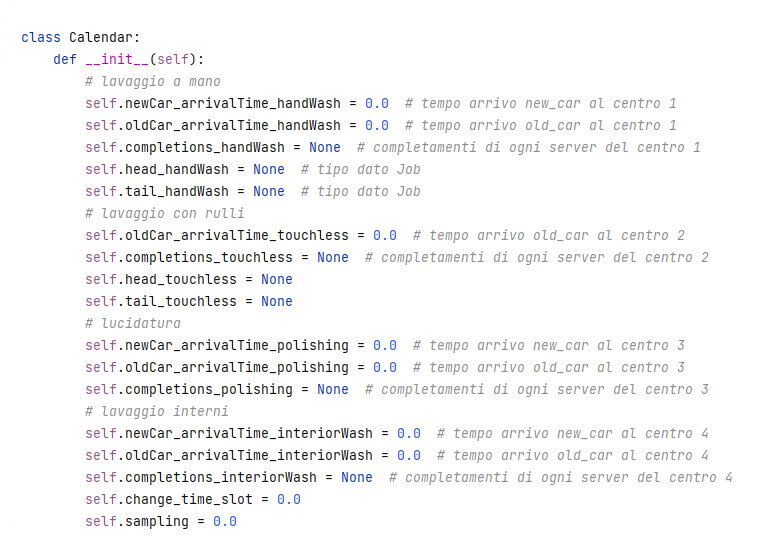 class Calendar:
    def __init__(self):
        # lavaggio a mano
        self.newCar_arrivalTime_handWash = 0.0  # tempo arrivo new_car al centro 1
        self.oldCar_arrivalTime_handWash = 0.0  # tempo arrivo old_car al centro 1
        self.completions_handWash = None  # completamenti di ogni server del centro 1
        self.head_handWash = None  # tipo dato Job
        self.tail_handWash = None  # tipo dato Job
        # lavaggio con rulli
        self.oldCar_arrivalTime_touchless = 0.0  # tempo arrivo old_car al centro 2
        self.completions_touchless = None  # completamenti di ogni server del centro 2
        self.head_touchless = None
        self.tail_touchless = None
        # lucidatura
        self.newCar_arrivalTime_polishing = 0.0  # tempo arrivo new_car al centro 3
        self.oldCar_arrivalTime_polishing = 0.0  # tempo arrivo old_car al centro 3
        self.completions_polishing = None  # completamenti di ogni server del centro 3
        # lavaggio interni
        self.newCar_arrivalTime_interiorWash = 0.0  # tempo arrivo new_car al centro 4
        self.oldCar_arrivalTime_interiorWash = 0.0  # tempo arrivo old_car al centro 4
        self.completions_interiorWash = None  # completamenti di ogni server del centro 4
        self.change_time_slot = 0.0
        self.sampling = 0.0